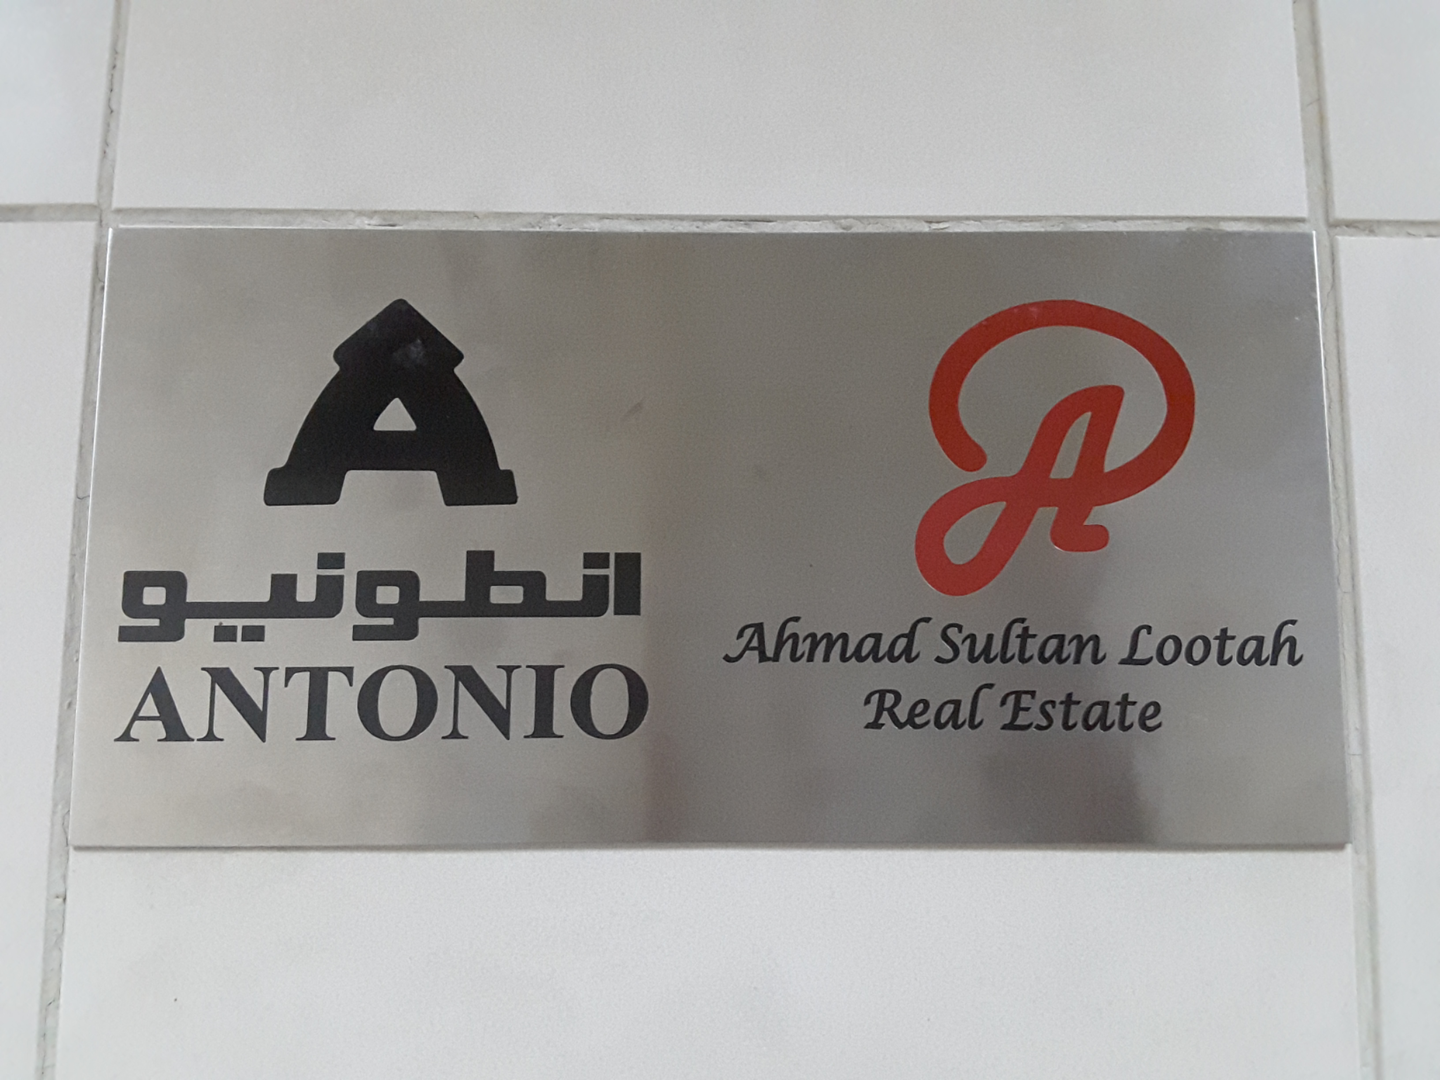 A
انطونيو
ANTONIO
A
Ahmad Sultan Lootah
Real Estate